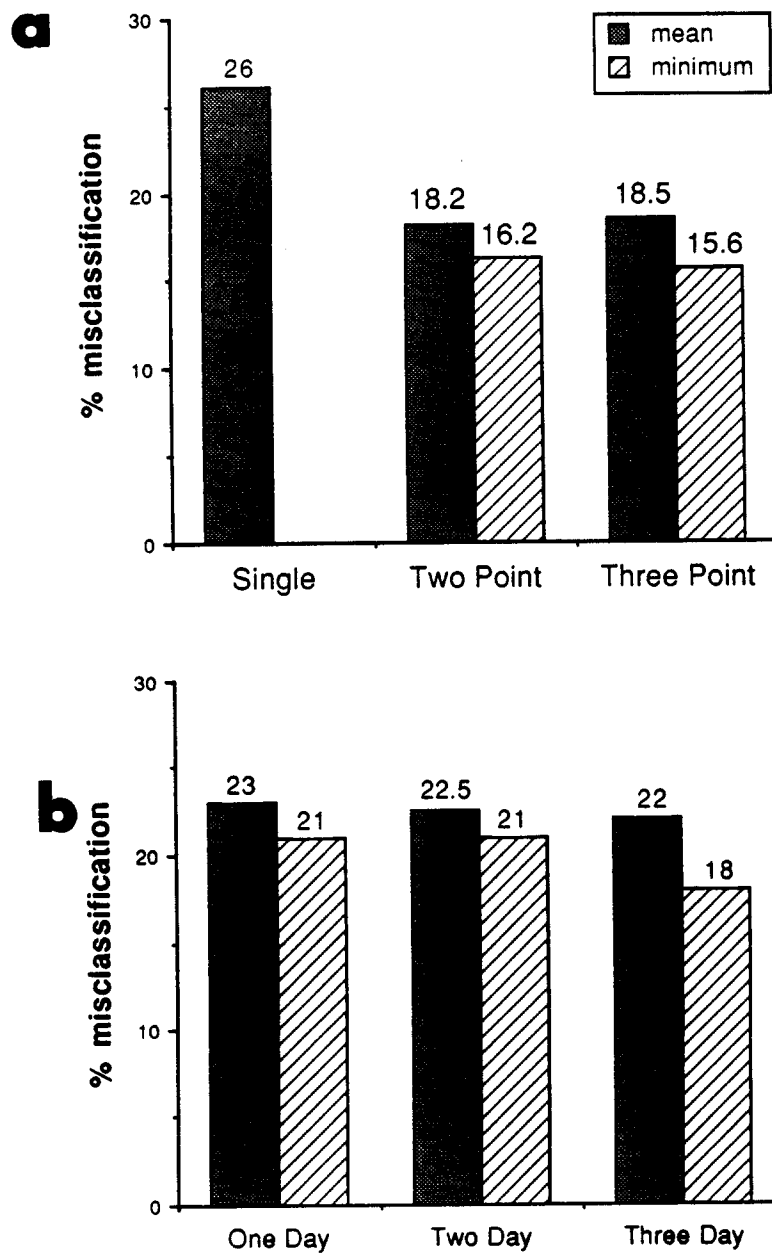 a
30
20
10
0
% misclassification
mean
minimum
26
18.2
16.2
18.5
15.6
Single Two Point Three Point
b
30
20
10
0
% misclassification
23
21
22.5
21
22
18
One Day Two Day Three Day